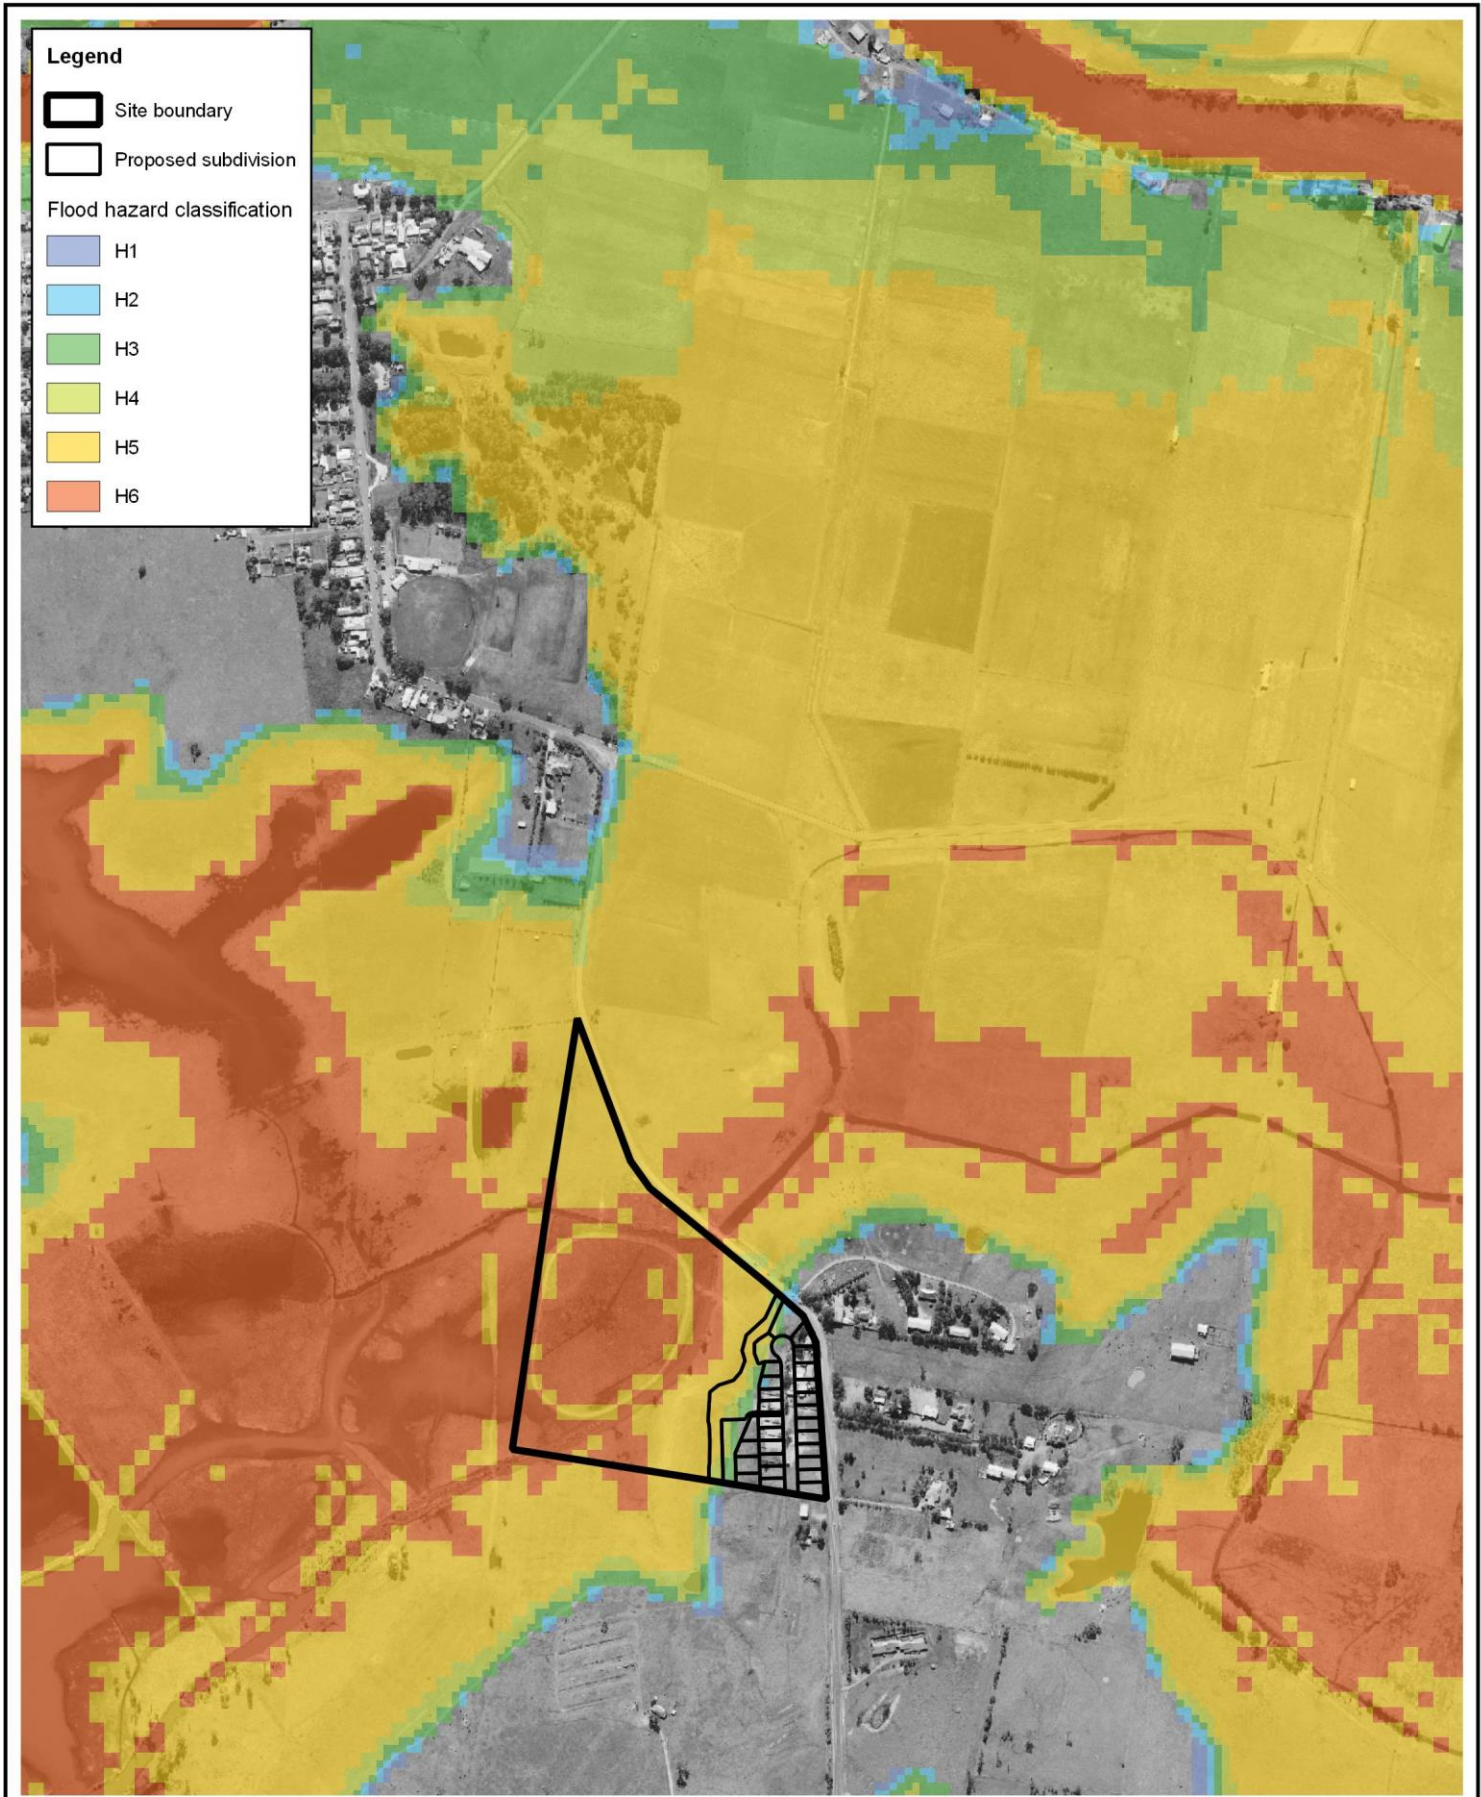 Legend
Site boundary
Proposed subdivision
Flood hazard classification
H1
H2
H3
H4
H5
H6